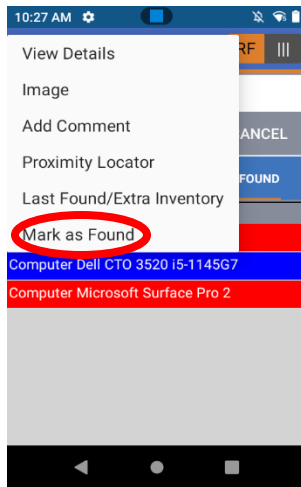 10:27 AM
View Details
RF
Image
Add Comment
ANCEL
Proximity Locator
FOUND
Last Found/Extra Inventory
Mark as Found
Computer Dell CTO 3520 i5-1145G7
Computer Microsoft Surface Pro 2